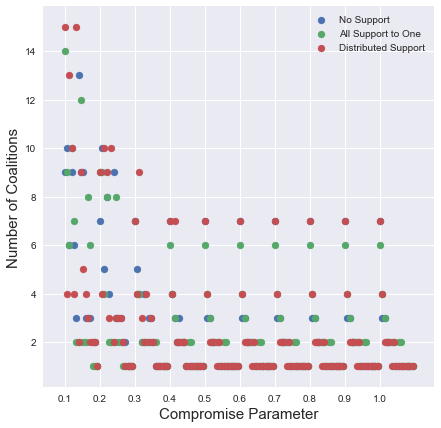 No Support
All Support to One
Distributed Support
Number of Coalitions
14
12
10
8
6
4
2
0.1 0.2 0.3 0.4 0.5 0.6 0.7 0.8 0.9 1.0
Compromise Parameter